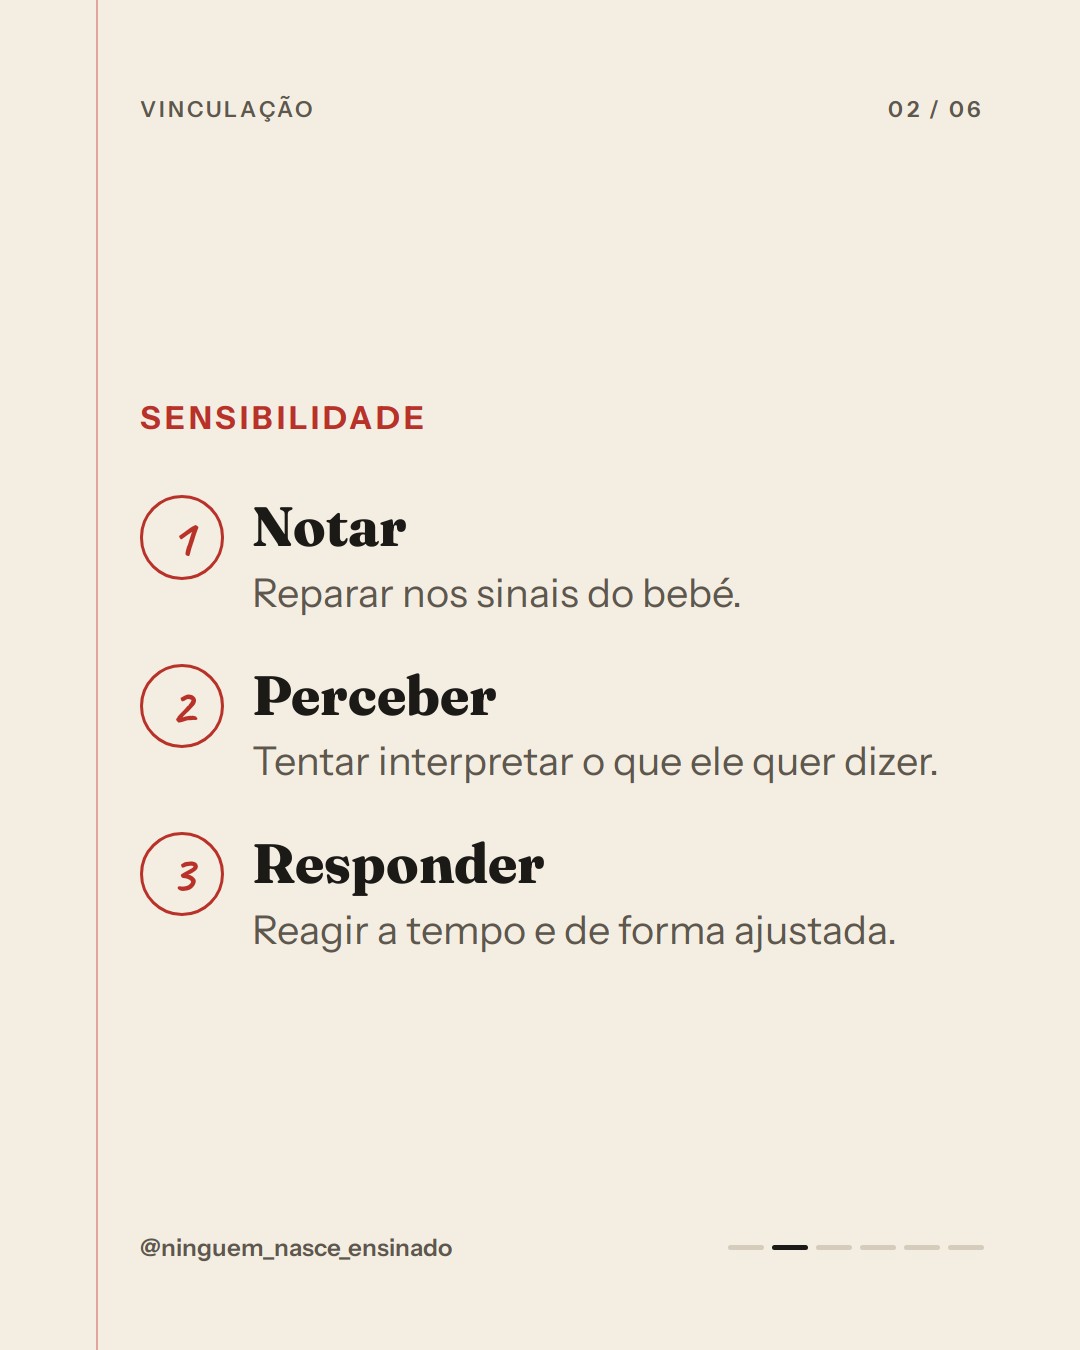 VINCULAÇÃO
02 / 06
SENSIBILIDADE
1
Notar
Reparar nos sinais do bebé.
2
Perceber
Tentar interpretar o que ele quer dizer.
3
Responder
Reagir a tempo e de forma ajustada.
@ninguem_nasce_ensinado